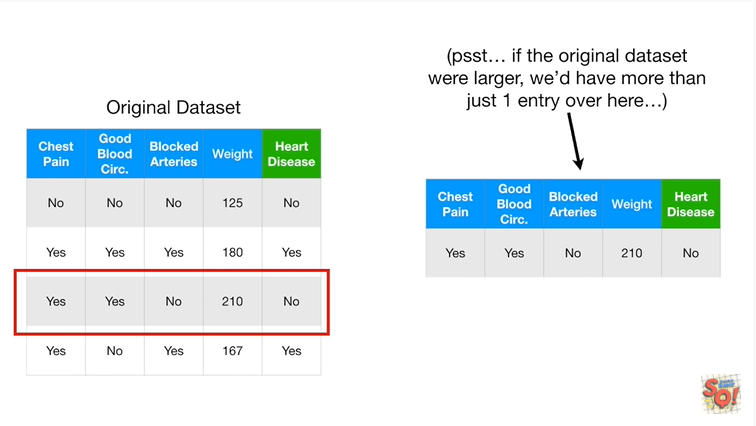 (psst… if the original dataset
were larger, we'd have more than
just 1 entry over here…)
Original Dataset
Chest Pain Good Blood Circ. Blocked Arteries Weight Heart Disease
No No No 125 No
Yes Yes Yes 180 Yes
Yes Yes No 210 No
Yes No Yes 167 Yes
Chest Pain Good Blood Circ. Blocked Arteries Weight Heart Disease
Yes Yes No 210 No
SQ!